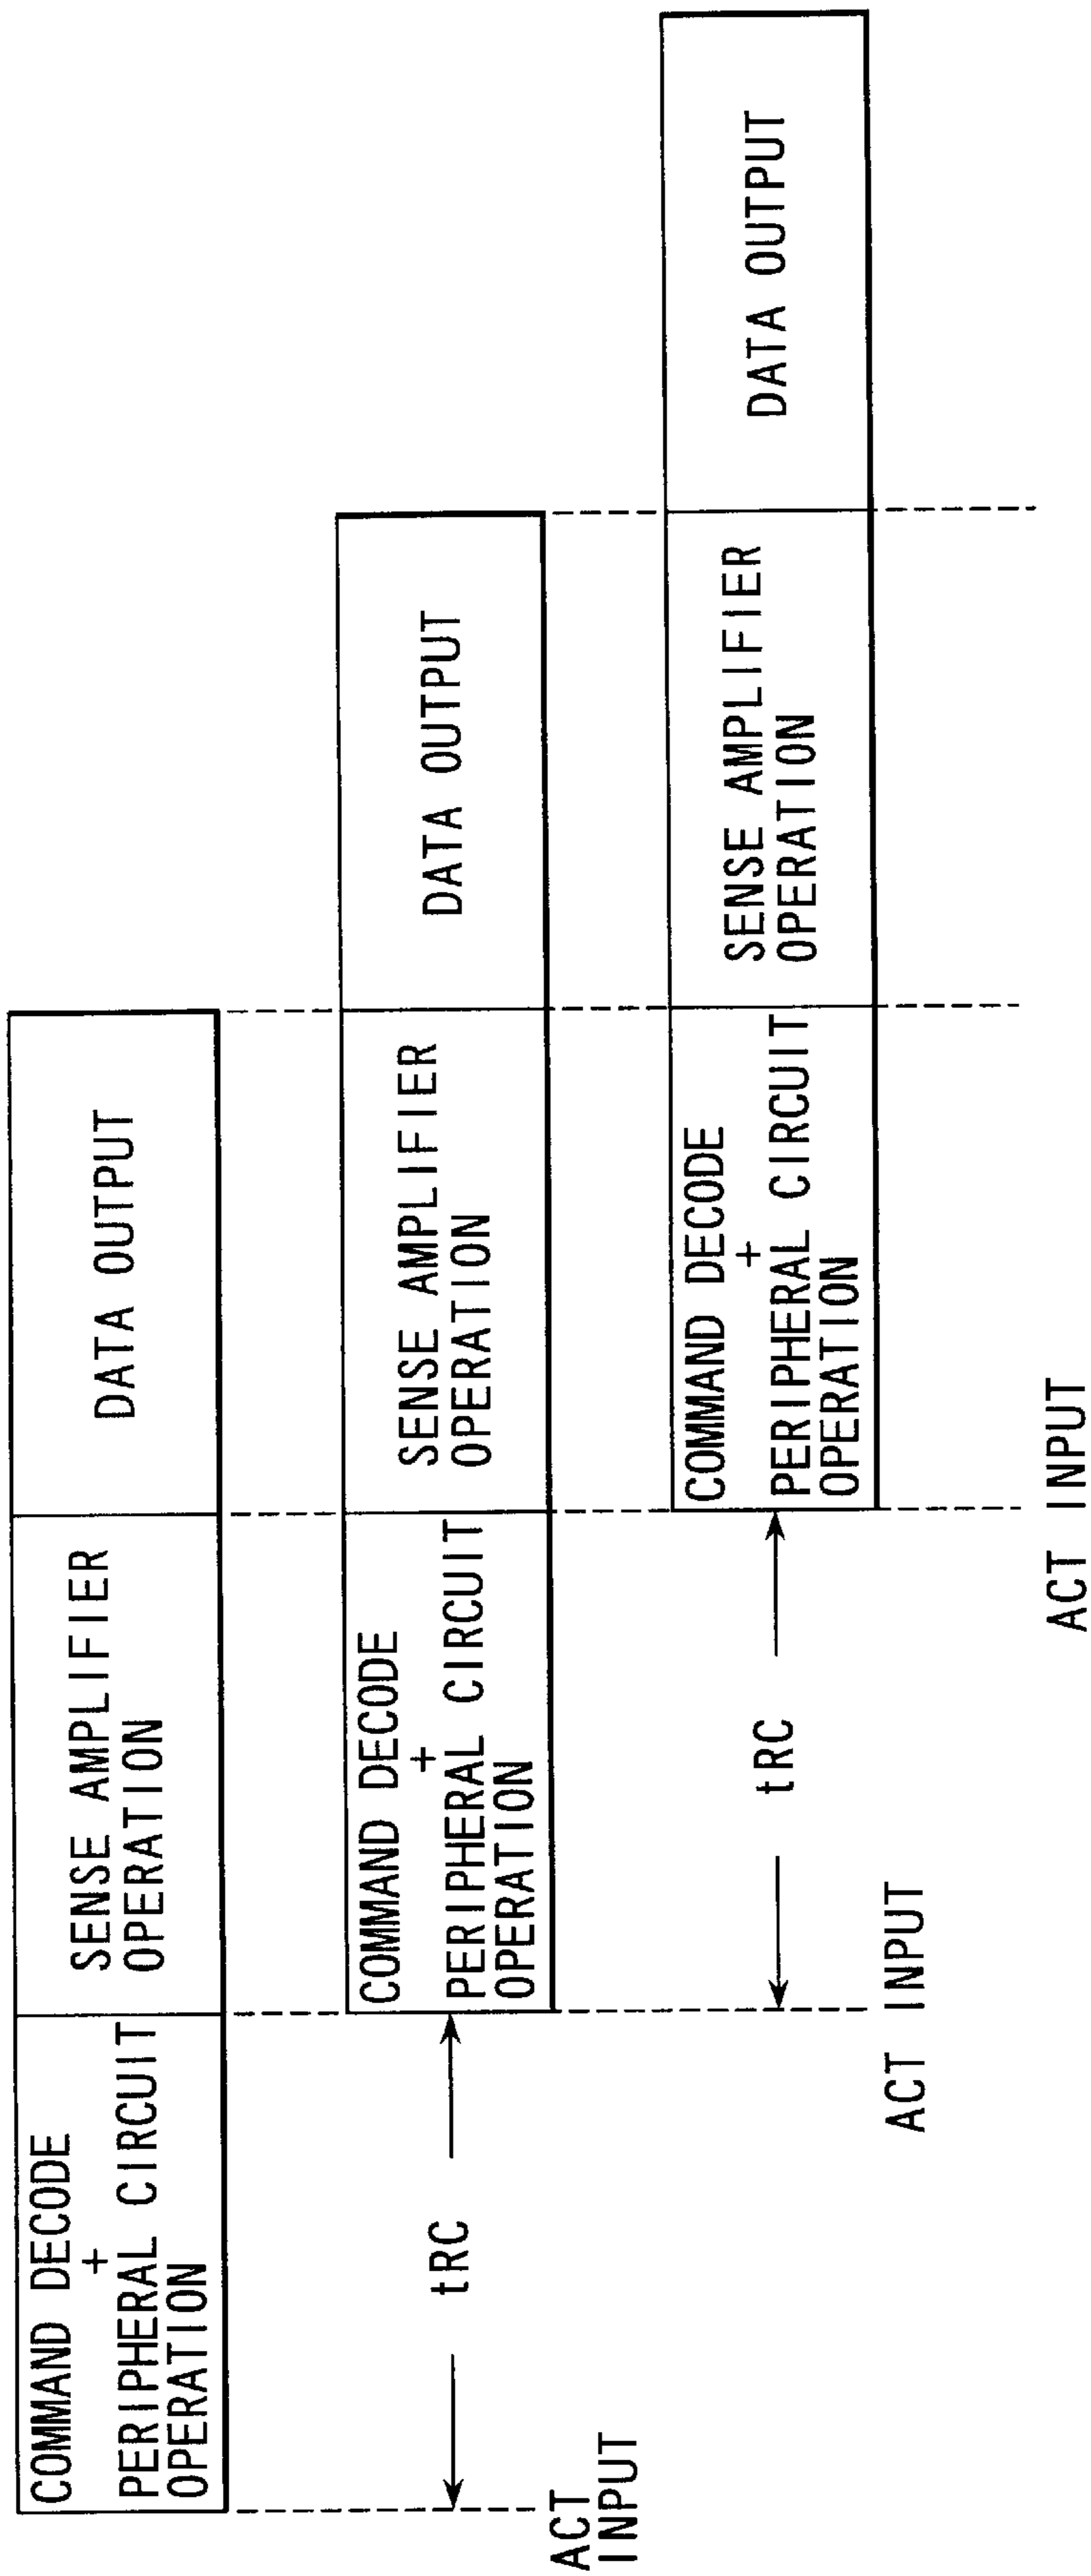 COMMAND DECODE
+
PERIPHERAL CIRCUIT
OPERATION
SENSE AMPLIFIER
OPERATION
DATA OUTPUT
tRC
COMMAND DECODE
+
PERIPHERAL CIRCUIT
OPERATION
SENSE AMPLIFIER
OPERATION
DATA OUTPUT
ACT
INPUT
tRC
COMMAND DECODE
+
PERIPHERAL CIRCUIT
OPERATION
SENSE AMPLIFIER
OPERATION
DATA OUTPUT
ACT INPUT
ACT INPUT